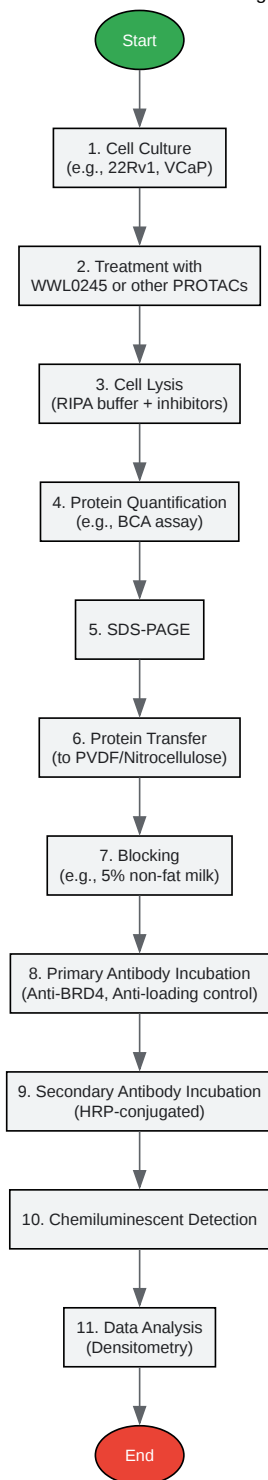 Start
1. Cell Culture
(e.g., 22Rv1, VCaP)
2. Treatment with
WWL0245 or other PROTACs
3. Cell Lysis
(RIPA buffer + inhibitors)
4. Protein Quantification
(e.g., BCA assay)
5. SDS-PAGE
6. Protein Transfer
(to PVDF/Nitrocellulose)
7. Blocking
(e.g., 5% non-fat milk)
8. Primary Antibody Incubation
(Anti-BRD4, Anti-loading control)
9. Secondary Antibody Incubation
(HRP-conjugated)
10. Chemiluminescent Detection
11. Data Analysis
(Densitometry)
End